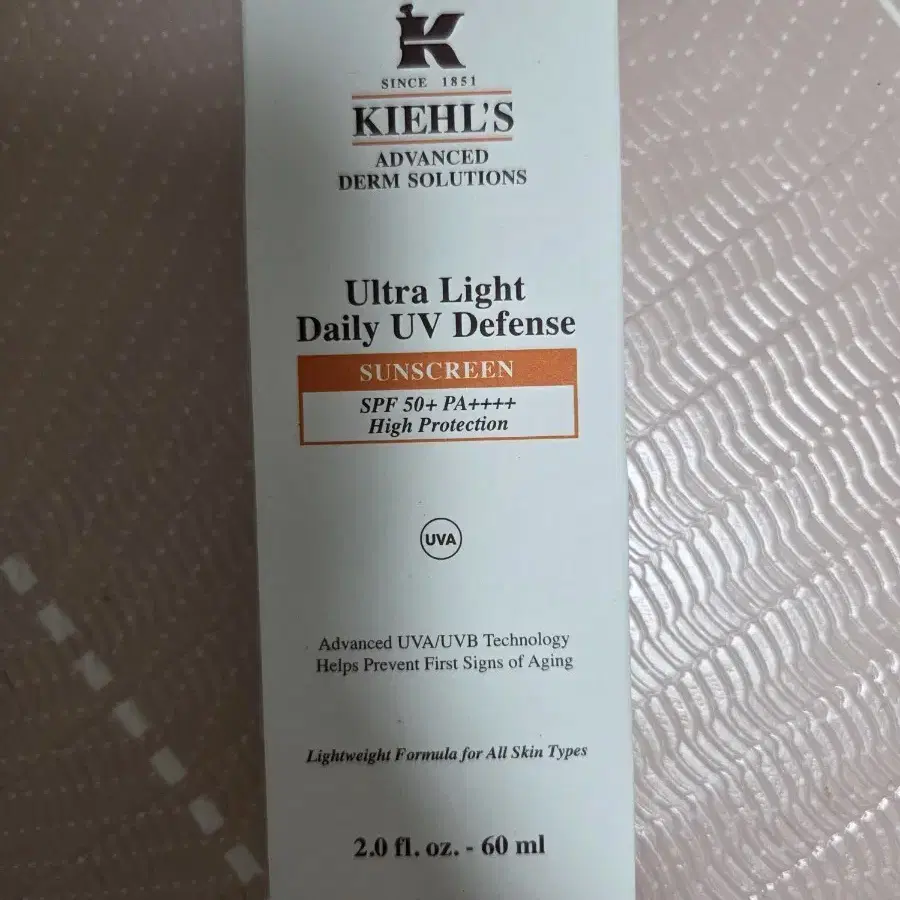 K
SINCE 1851
KIEHL'S
ADVANCED
DERM SOLUTIONS
Ultra Light
Daily UV Defense
SUNSCREEN
SPF 50+ PA++++
High Protection
UVA
Advanced UVA/UVB Technology
Helps Prevent First Signs of Aging
Lightweight Formula for All Skin Types
2.0 fl. oz. - 60 ml